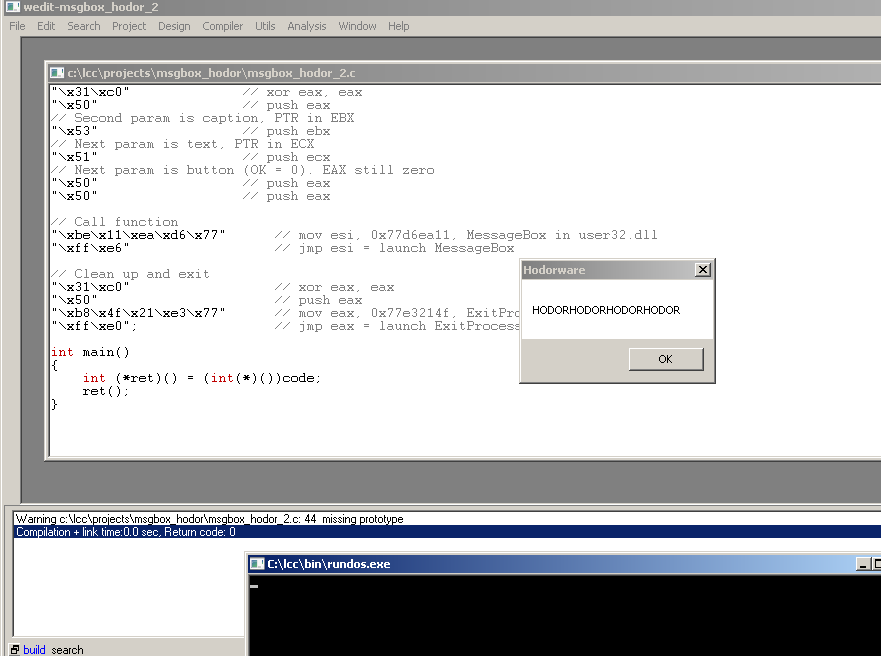 wedit-msgbox_hodor_2
File Edit Search Project Design Compiler Utils Analysis Window Help
c:\lcc\projects\msgbox_hodor\msgbox_hodor_2.c
"\x31\xc0" // xor eax, eax
"\x50" // push eax
// Second param is caption, PTR in EBX
"\x53" // push ebx
// Next param is text, PTR in ECX
"\x51" // push ecx
// Next param is button (OK = 0). EAX still zero
"\x50" // push eax
"\x50" // push eax
// Call function
"\xbe\x11\xea\xd6\x77" // mov esi, 0x77d6ea11, MessageBox in user32.dll
"\xff\xe6" // jmp esi = launch MessageBox
// Clean up and exit
"\x31\xc0" // xor eax, eax
"\x50" // push eax
"\xb8\x4f\x21\xe3\x77" // mov eax, 0x77e3214f, ExitPro
"\xff\xe0"; // jmp eax = launch ExitProcess
int main()
{
int (*ret)() = (int(*)())code;
ret();
}
Hodorware
HODORHODORHODORHODOR
OK
Warning c:\lcc\projects\msgbox_hodor\msgbox_hodor_2.c: 44 missing prototype
Compilation + link time:0.0 sec, Return code: 0
C:\lcc\bin\rundos.exe
build search